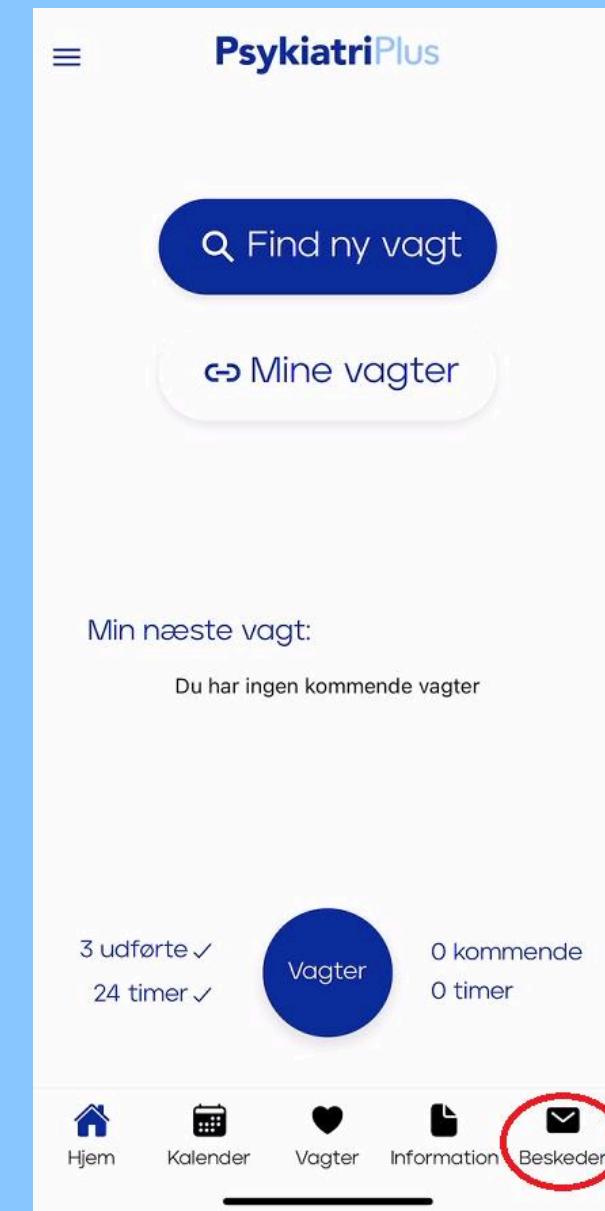 PsykiatriPlus
Find ny vagt
Mine vagter
Min næste vagt:
Du har ingen kommende vagter
3 udførte ✓
24 timer ✓
Vagter
0 kommende
0 timer
Hjem
Kalender
Vagter
Information
Beskeder